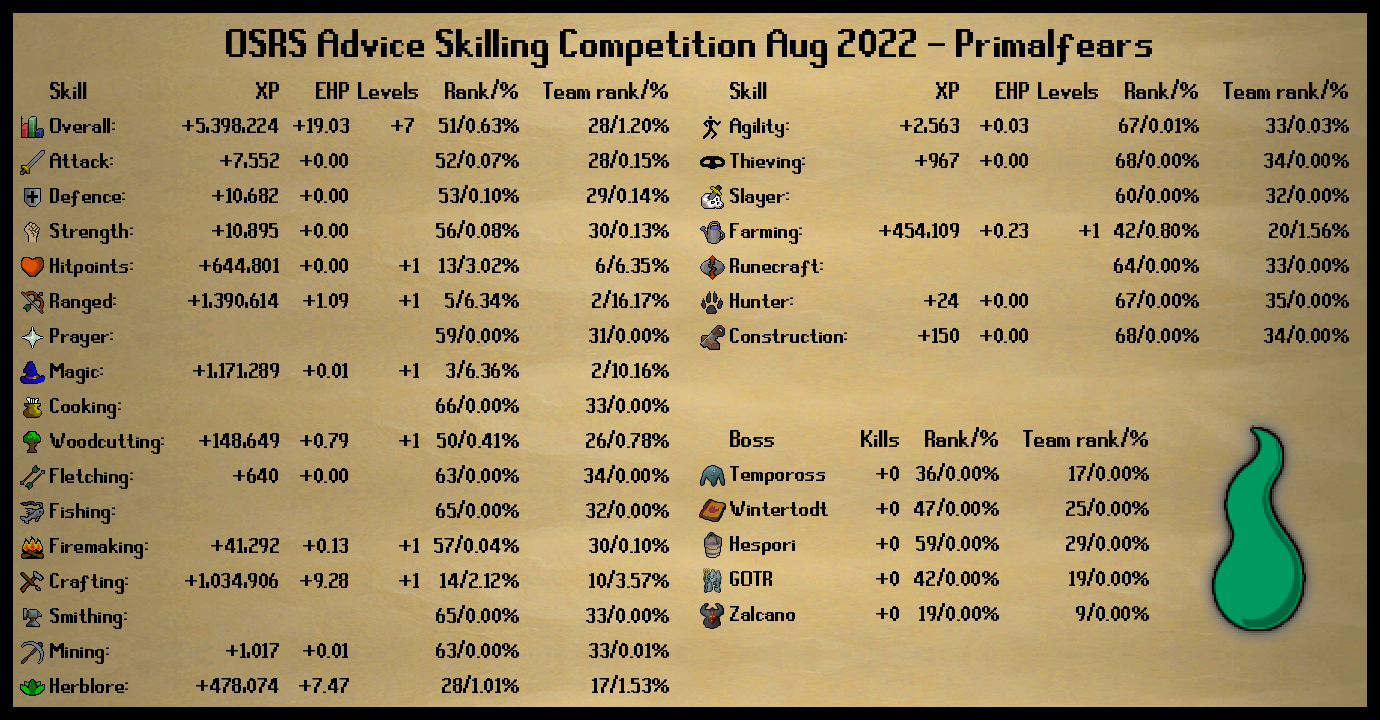 OSRS Advice Skilling Competition Aug 2022 - Primalfears
Skill XP EHP Levels Rank/% Team rank/%
Overall: +5,398,224 +19.03 +7 51/0.63% 28/1.20%
Attack: +7,552 +0.00 52/0.07% 28/0.15%
Defence: +10,682 +0.00 53/0.10% 29/0.14%
Strength: +10,895 +0.00 56/0.08% 30/0.13%
Hitpoints: +644,801 +0.00 +1 13/3.02% 6/6.35%
Ranged: +1,390,614 +1.09 +1 5/6.34% 2/16.17%
Prayer: 59/0.00% 31/0.00%
Magic: +1,171,289 +0.01 +1 3/6.36% 2/10.16%
Cooking: 66/0.00% 33/0.00%
Woodcutting: +148,649 +0.79 +1 50/0.41% 26/0.78%
Fletching: +640 +0.00 63/0.00% 34/0.00%
Fishing: 65/0.00% 32/0.00%
Firemaking: +41,292 +0.13 +1 57/0.04% 30/0.10%
Crafting: +1,034,906 +9.28 +1 14/2.12% 10/3.57%
Smithing: 65/0.00% 33/0.00%
Mining: +1,017 +0.01 63/0.00% 33/0.01%
Herblore: +478,074 +7.47 28/1.01% 17/1.53%
Skill XP EHP Levels Rank/% Team rank/%
Agility: +2,563 +0.03 67/0.01% 33/0.03%
Thieving: +967 +0.00 68/0.00% 34/0.00%
Slayer: 60/0.00% 32/0.00%
Farming: +454,109 +0.23 +1 42/0.80% 20/1.56%
Runecraft: 64/0.00% 33/0.00%
Hunter: +24 +0.00 67/0.00% 35/0.00%
Construction: +150 +0.00 68/0.00% 34/0.00%
Boss Kills Rank/% Team rank/%
Tempoross +0 36/0.00% 17/0.00%
Wintertodt +0 47/0.00% 25/0.00%
Hespori +0 59/0.00% 29/0.00%
GOTR +0 42/0.00% 19/0.00%
Zalcano +0 19/0.00% 9/0.00%